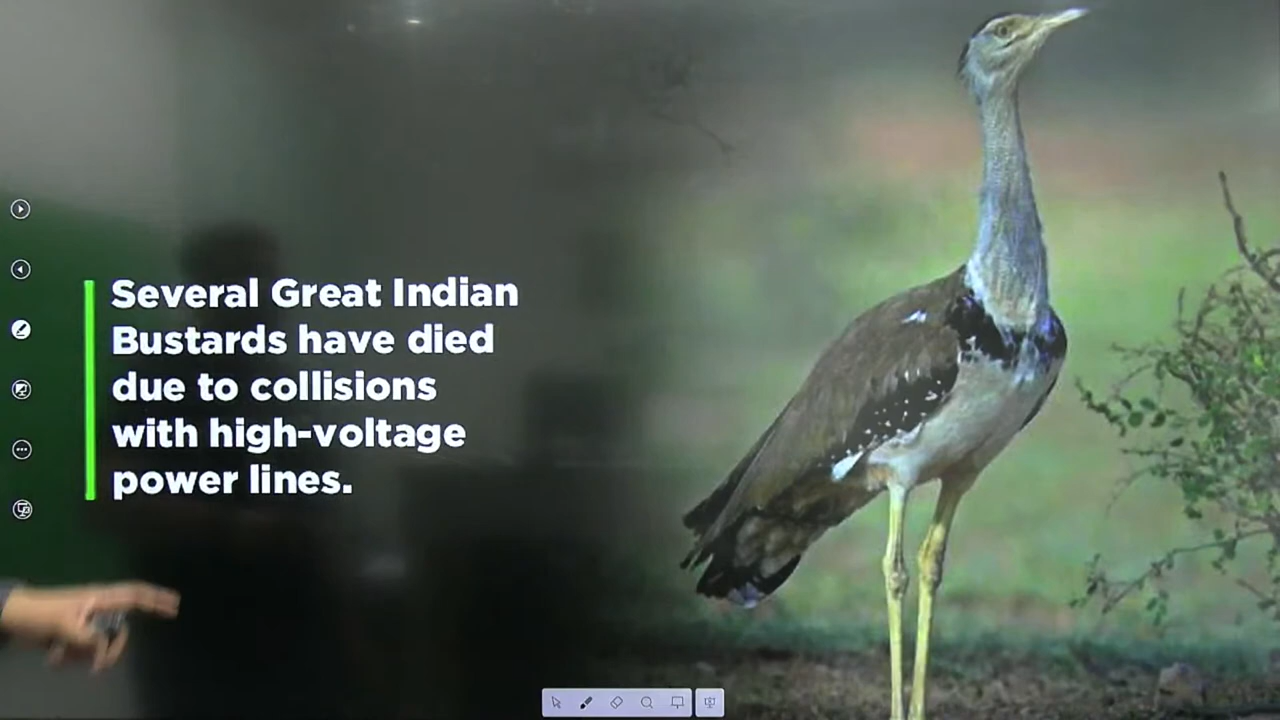 Several Great Indian
Bustards have died
due to collisions
with high-voltage
power lines.